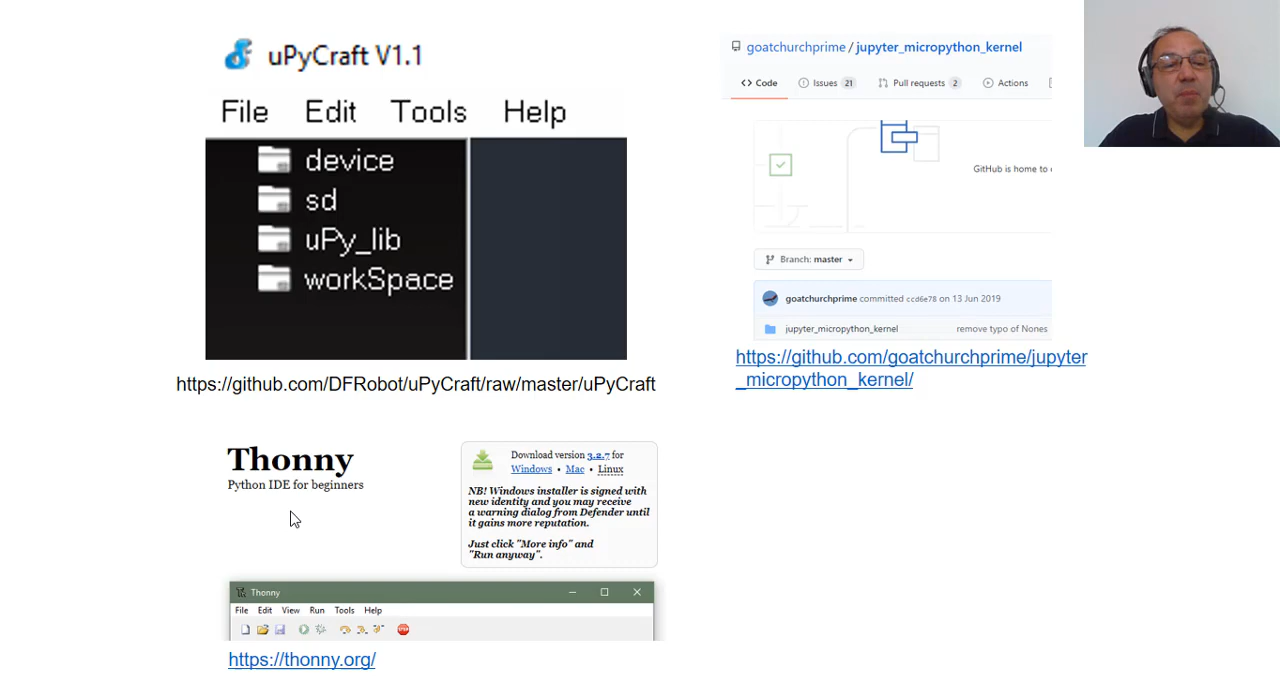 uPyCraft V1.1
File Edit Tools Help
device
sd
uPy_lib
workSpace
https://github.com/DFRobot/uPyCraft/raw/master/uPyCraft
goatchurchprime / jupyter_micropython_kernel
Code Issues 21 Pull requests 2 Actions
GitHub is home to
Branch: master
goatchurchprime committed ccd6e78 on 13 Jun 2019
jupyter_micropython_kernel remove typo of Nones
https://github.com/goatchurchprime/jupyter
_micropython_kernel/
Thonny
Python IDE for beginners
Download version 3.2.7 for
Windows • Mac • Linux
NB! Windows installer is signed with
new identity and you may receive
a warning dialog from Defender until
it gains more reputation.
Just click "More info" and
"Run anyway".
Thonny
File Edit View Run Tools Help
STOP
https://thonny.org/